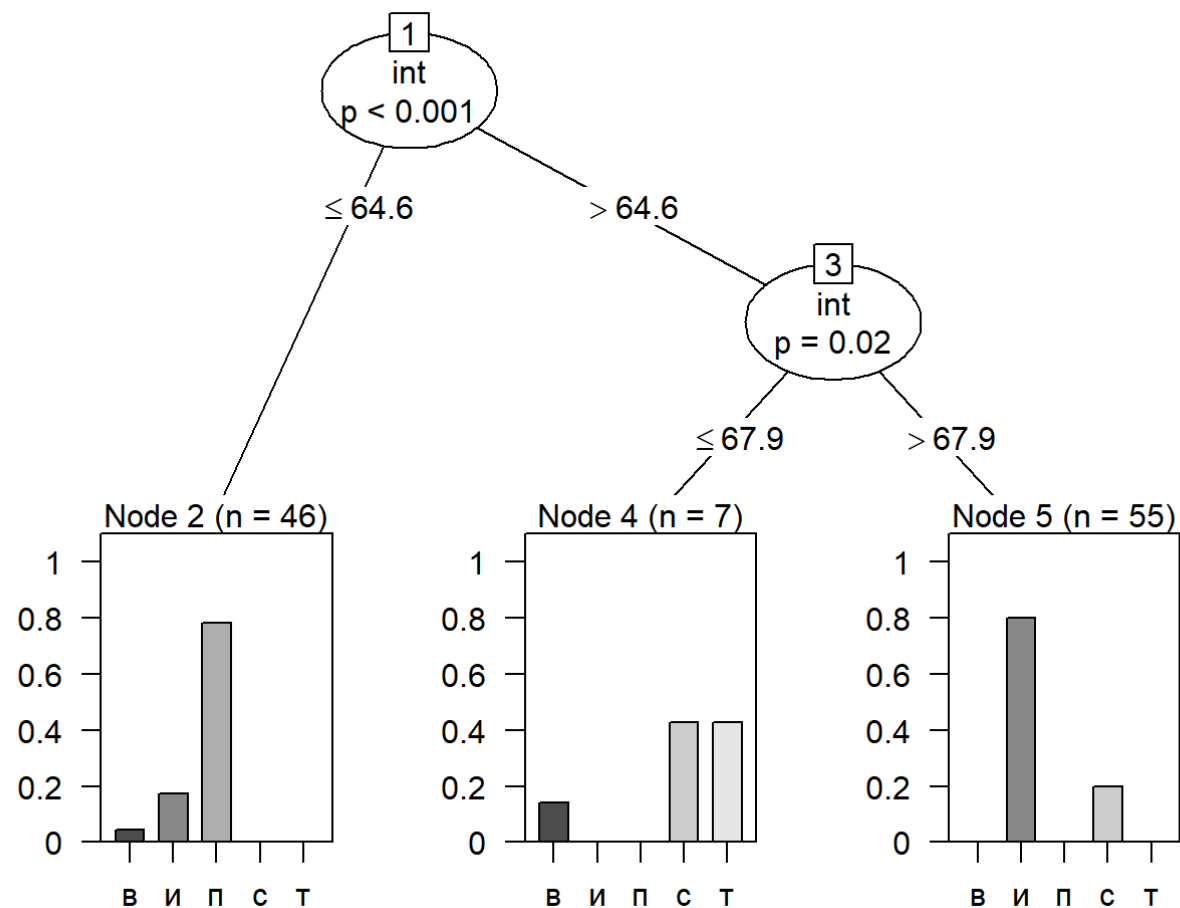 1
int
p < 0.001
≤ 64.6
> 64.6
3
int
p = 0.02
≤ 67.9
> 67.9
Node 2 (n = 46)
1
0.8
0.6
0.4
0.2
0
в и п с т
Node 4 (n = 7)
1
0.8
0.6
0.4
0.2
0
в и п с т
Node 5 (n = 55)
1
0.8
0.6
0.4
0.2
0
в и п с т